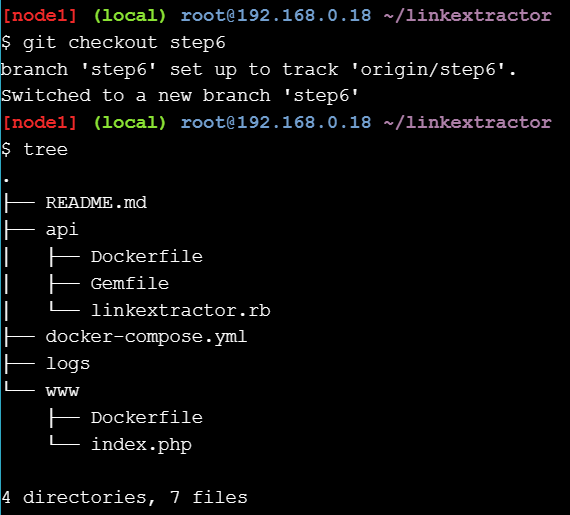 [node1] (local) root@192.168.0.18 ~/linkextractor
$ git checkout step6
branch 'step6' set up to track 'origin/step6'.
Switched to a new branch 'step6'
[node1] (local) root@192.168.0.18 ~/linkextractor
$ tree
.
├── README.md
├── api
│   ├── Dockerfile
│   ├── Gemfile
│   └── linkextractor.rb
├── docker-compose.yml
├── logs
└── www
    ├── Dockerfile
    └── index.php
4 directories, 7 files